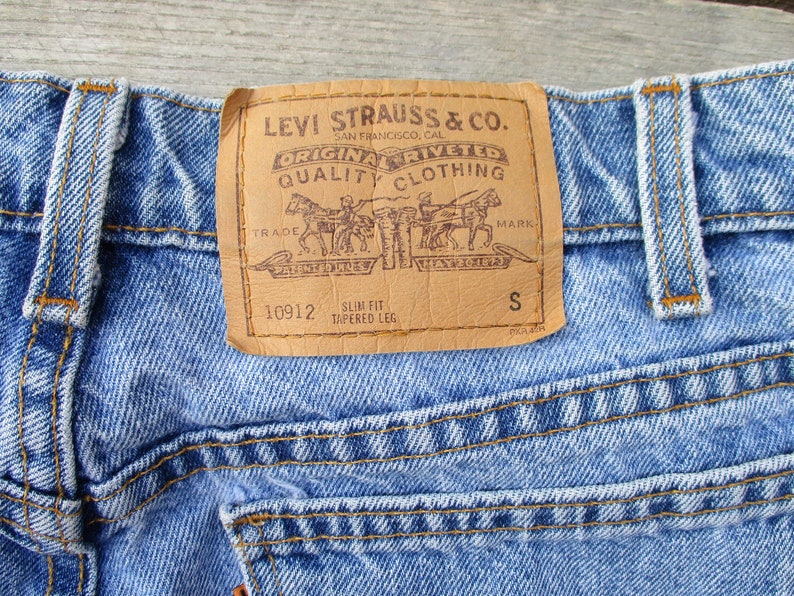 LEVI STRAUSS & CO.
SAN FRANCISCO, CAL
ORIGINAL RIVETED
QUALITY CLOTHING
TRADE MARK
PATENTED IN U.S. MAY 20 1873
10912 SLIM FIT S
TAPERED LEG